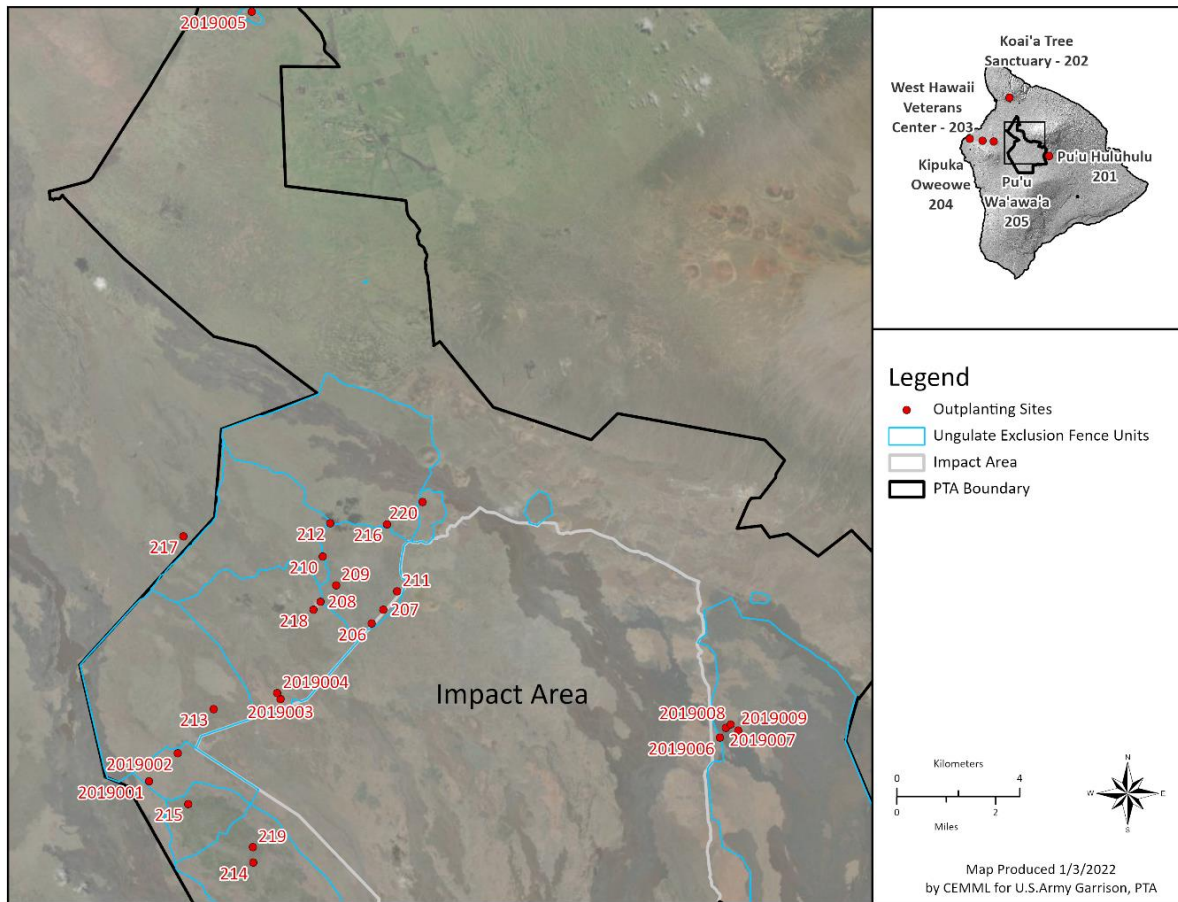 2019005
217
212
216
220
210
209
211
208
218
207
206
2019004
2019003
213
2019002
2019001
215
219
214
Impact Area
2019008
2019009
2019006
2019007
Koai'a Tree
Sanctuary - 202
West Hawaii
Veterans
Center - 203
Kipuka
Oweowe
204
Pu'u
Wa'awa'a
205
Pu'u Huluhulu
201
Legend
Outplanting Sites
Ungulate Exclusion Fence Units
Impact Area
PTA Boundary
Kilometers
0 4
0 2
Miles
N
W E
S
Map Produced 1/3/2022
by CEMML for U.S.Army Garrison, PTA